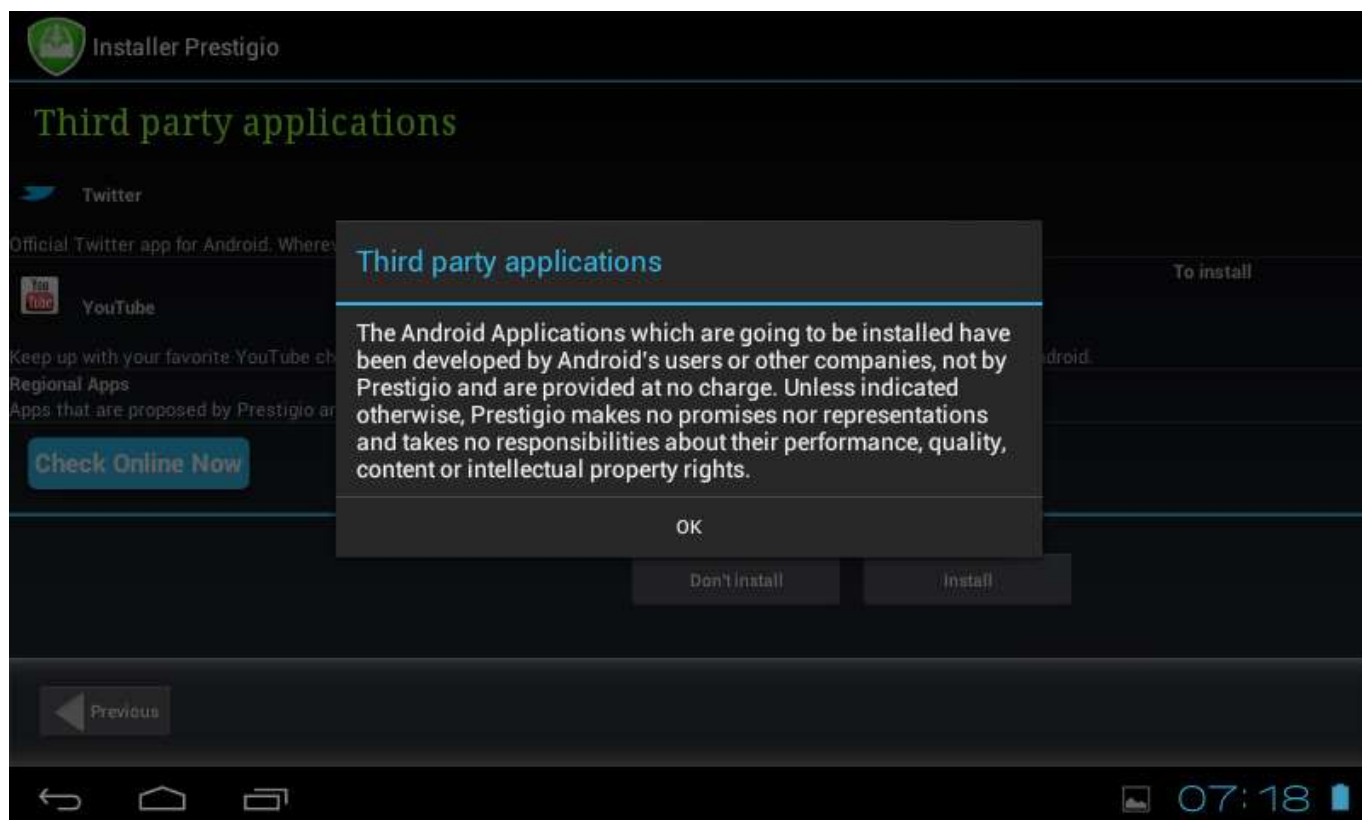 Installer Prestigio
Third party applications
Twitter
Official Twitter app for Android.
You
Tube
YouTube
To install
Keep up with your favorite YouTube
Regional Apps
Apps that are proposed by Prestigio
Check Online Now
Third party applications
The Android Applications which are going to be installed have
been developed by Android's users or other companies, not by
Prestigio and are provided at no charge. Unless indicated
otherwise, Prestigio makes no promises nor representations
and takes no responsibilities about their performance, quality,
content or intellectual property rights.
OK
Don't install
Install
Previous
07:18